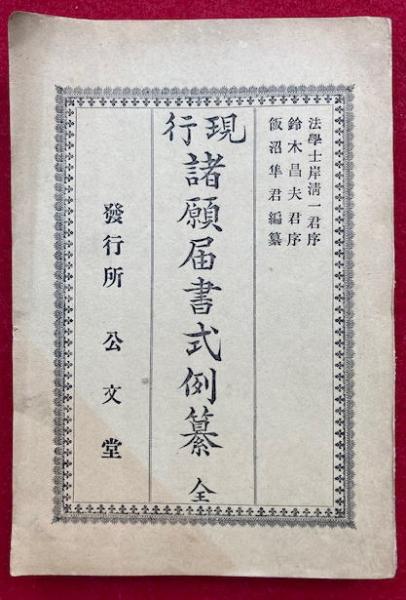 法學士岸清一君序
鈴木昌夫君序
飯沼隼君編纂
現行
諸願届書式例纂 全
發行所 公文堂